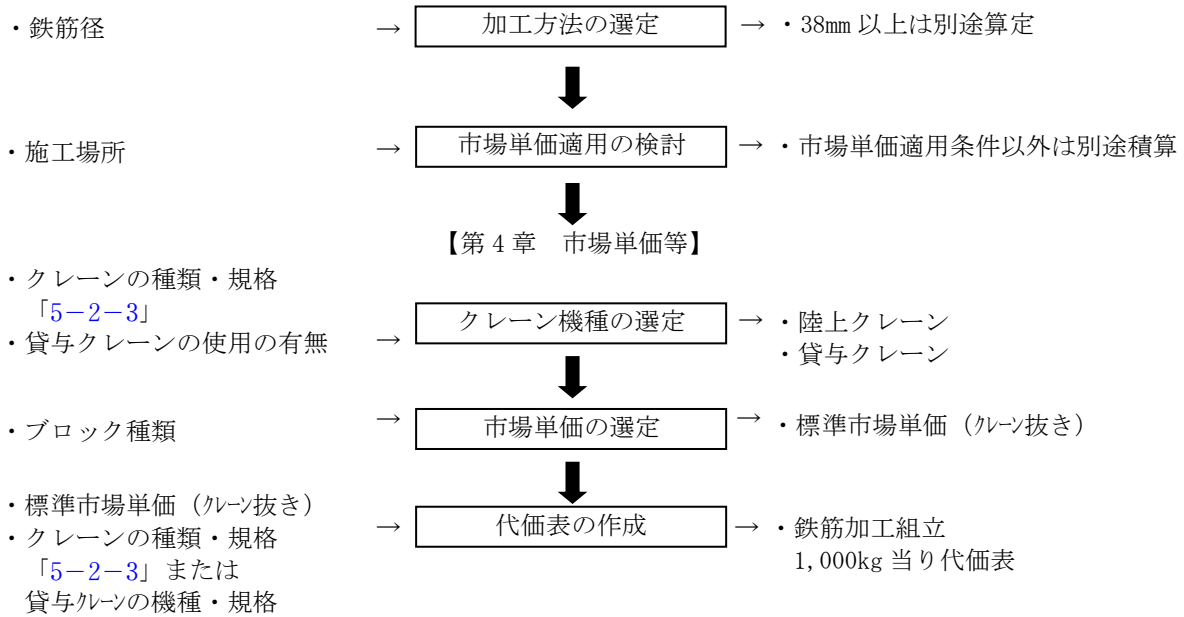 ・鉄筋径 → 加工方法の選定 → ・38mm 以上は別途算定
・施工場所 → 市場単価適用の検討 → ・市場単価適用条件以外は別途積算
【第4章 市場単価等】
・クレーンの種類・規格
「5-2-3」
・貸与クレーンの使用の有無 → クレーン機種の選定 → ・陸上クレーン
・貸与クレーン
・ブロック種類 → 市場単価の選定 → ・標準市場単価(ｸﾚｰﾝ抜き)
・標準市場単価(ｸﾚｰﾝ抜き)
・クレーンの種類・規格
「5-2-3」または
貸与ｸﾚｰﾝの機種・規格
→ 代価表の作成 → ・鉄筋加工組立
1,000kg 当り代価表